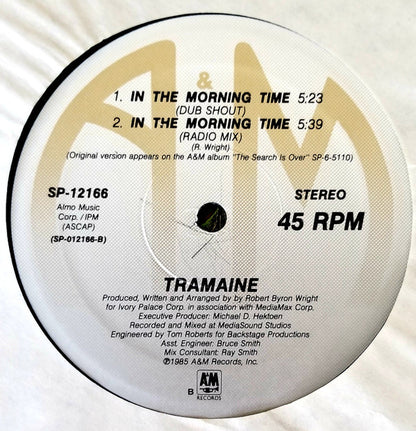 A&M
1. IN THE MORNING TIME 5:23
(DUB SHOUT)
2. IN THE MORNING TIME 5:39
(RADIO MIX)
(R. Wright)
(Original version appears on the A&M album "The Search Is Over" SP-6-5110)
SP-12166
Almo Music
Corp./IPM
(ASCAP)
(SP-012166-B)
STEREO
45 RPM
TRAMAINE
Produced, Written and Arranged by by Robert Byron Wright
for Ivory Palace Corp. in association with MediaMax Corp.
Executive Producer: Michael D. Hektoen
Recorded and Mixed at MediaSound Studios
Engineered by Tom Roberts for Backstage Productions
Asst. Engineer: Bruce Smith
Mix Consultant: Ray Smith
℗1985 A&M Records, Inc.
B
A&M
RECORDS